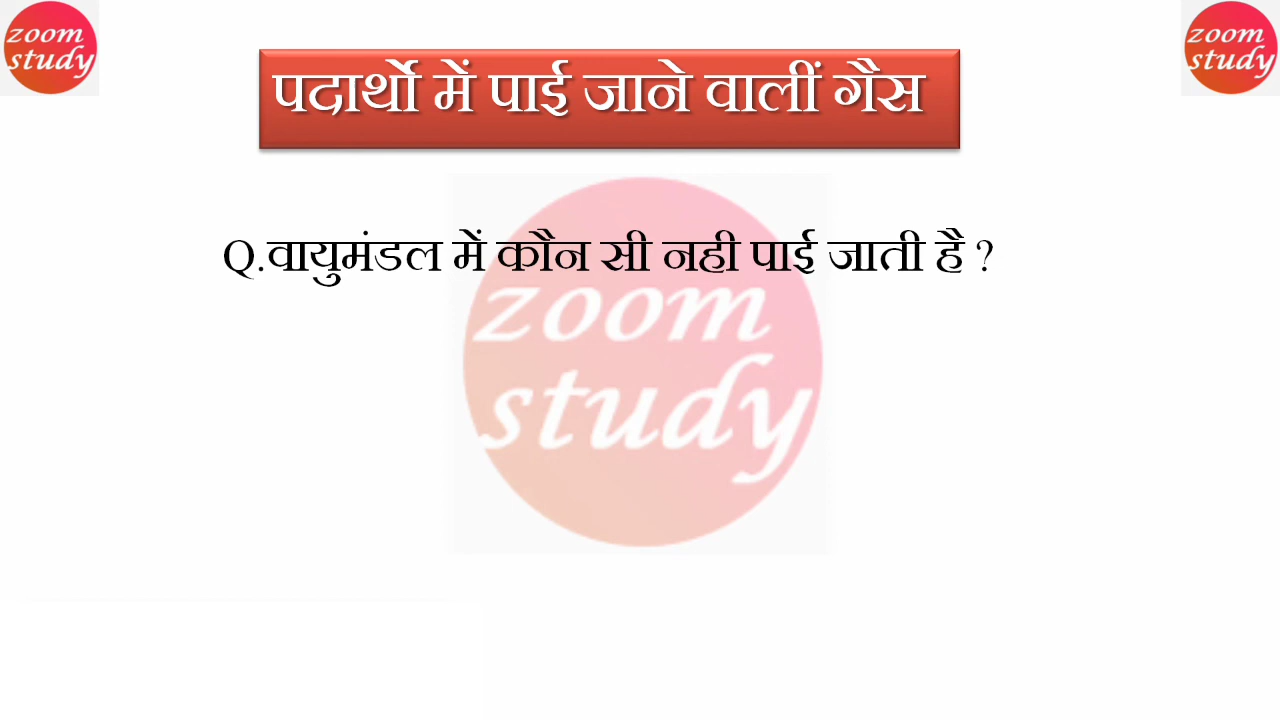 zoom study
zoom study
पदार्थो में पाई जाने वालीं गैस
Q.वायुमंडल में कौन सी नही पाई जाती है ?
zoom
study